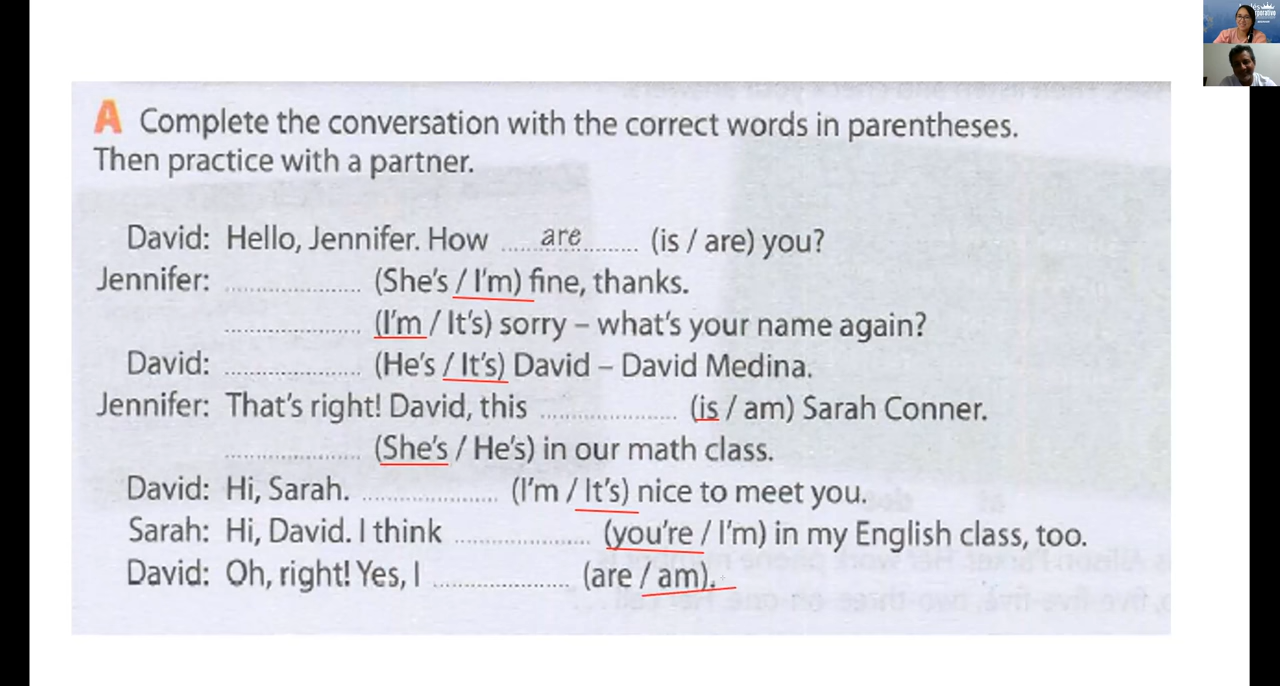 A Complete the conversation with the correct words in parentheses.
Then practice with a partner.
David: Hello, Jennifer. How are (is / are) you?
Jennifer: (She's / I'm) fine, thanks.
(I'm / It's) sorry – what's your name again?
David: (He's / It's) David – David Medina.
Jennifer: That's right! David, this (is / am) Sarah Conner.
(She's / He's) in our math class.
David: Hi, Sarah. (I'm / It's) nice to meet you.
Sarah: Hi, David. I think (you're / I'm) in my English class, too.
David: Oh, right! Yes, I (are / am).